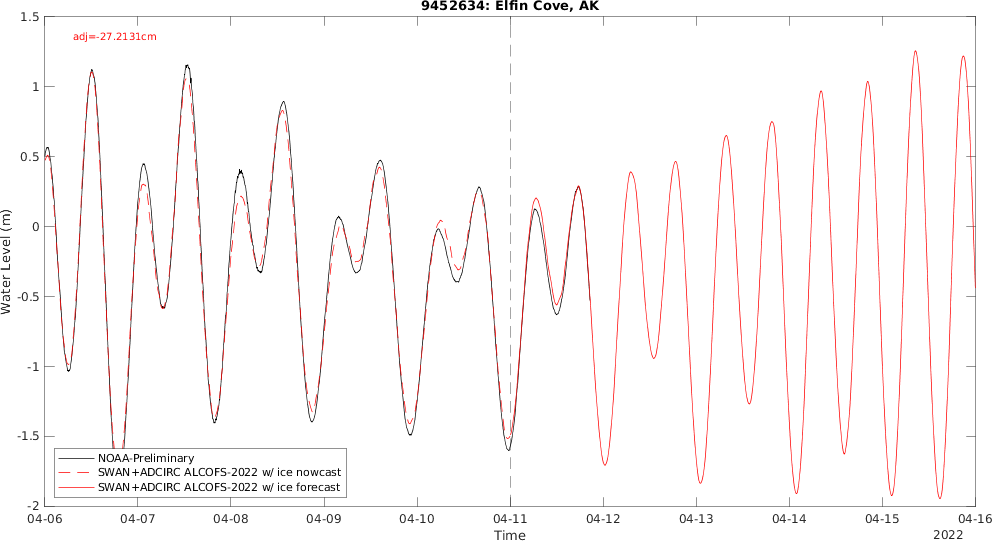 9452634: Elfin Cove, AK
adj=-27.2131cm
1.5
1
0.5
0
-0.5
-1
-1.5
-2
Water Level (m)
NOAA-Preliminary
SWAN+ADCIRC ALCOFS-2022 w/ ice nowcast
SWAN+ADCIRC ALCOFS-2022 w/ ice forecast
04-06 04-07 04-08 04-09 04-10 04-11 04-12 04-13 04-14 04-15 04-16
Time
2022